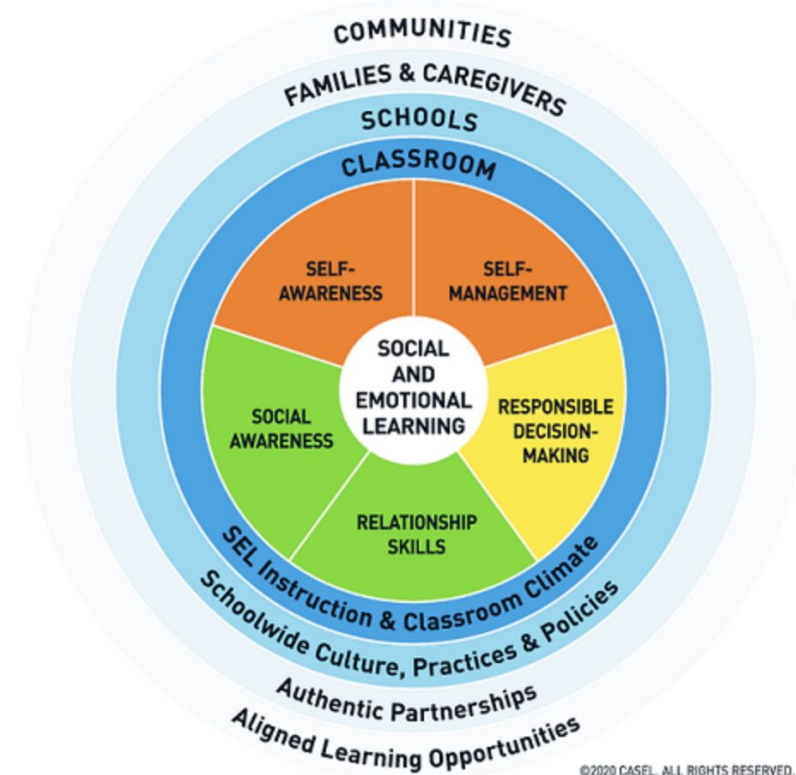 COMMUNITIES
FAMILIES & CAREGIVERS
SCHOOLS
CLASSROOM
SELF-
AWARENESS
SELF-
MANAGEMENT
SOCIAL
AND
EMOTIONAL
LEARNING
SOCIAL
AWARENESS
RESPONSIBLE
DECISION-
MAKING
RELATIONSHIP
SKILLS
SEL Instruction & Classroom Climate
Schoolwide Culture, Practices & Policies
Authentic Partnerships
Aligned Learning Opportunities
©2020 CASEL. ALL RIGHTS RESERVED.